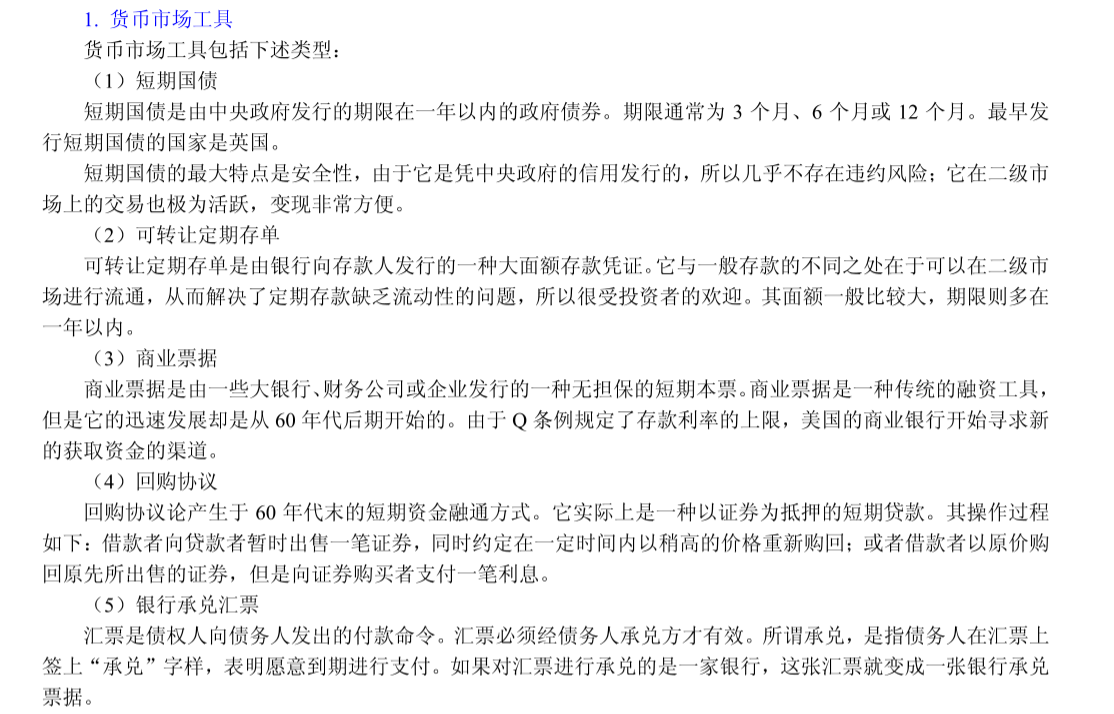 1. 货币市场工具
货币市场工具包括下述类型：
（1）短期国债
短期国债是由中央政府发行的期限在一年以内的政府债券。期限通常为 3 个月、6 个月或 12 个月。最早发
行短期国债的国家是英国。
短期国债的最大特点是安全性，由于它是凭中央政府的信用发行的，所以几乎不存在违约风险；它在二级市
场上的交易也极为活跃，变现非常方便。
（2）可转让定期存单
可转让定期存单是由银行向存款人发行的一种大面额存款凭证。它与一般存款的不同之处在于可以在二级市
场进行流通，从而解决了定期存款缺乏流动性的问题，所以很受投资者的欢迎。其面额一般比较大，期限则多在
一年以内。
（3）商业票据
商业票据是由一些大银行、财务公司或企业发行的一种无担保的短期本票。商业票据是一种传统的融资工具，
但是它的迅速发展却是从 60 年代后期开始的。由于 Q 条例规定了存款利率的上限，美国的商业银行开始寻求新
的获取资金的渠道。
（4）回购协议
回购协议论产生于 60 年代末的短期资金融通方式。它实际上是一种以证券为抵押的短期贷款。其操作过程
如下：借款者向贷款者暂时出售一笔证券，同时约定在一定时间内以稍高的价格重新购回；或者借款者以原价购
回原先所出售的证券，但是向证券购买者支付一笔利息。
（5）银行承兑汇票
汇票是债权人向债务人发出的付款命令。汇票必须经债务人承兑方才有效。所谓承兑，是指债务人在汇票上
签上“承兑”字样，表明愿意到期进行支付。如果对汇票进行承兑的是一家银行，这张汇票就变成一张银行承兑
票据。